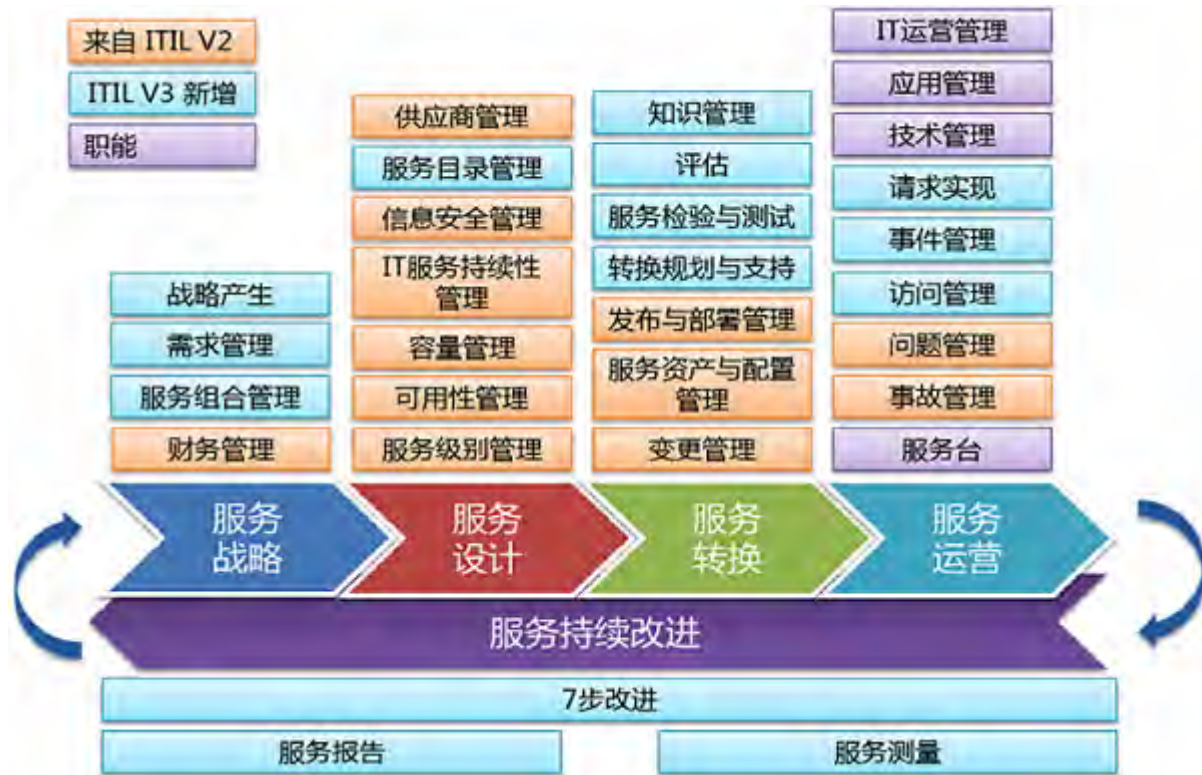 来自 ITIL V2
ITIL V3 新增
职能
战略产生
需求管理
服务组合管理
财务管理
供应商管理
服务目录管理
信息安全管理
IT服务持续性
管理
容量管理
可用性管理
服务级别管理
知识管理
评估
服务检验与测试
转换规划与支持
发布与部署管理
服务资产与配置
管理
变更管理
IT运营管理
应用管理
技术管理
请求实现
事件管理
访问管理
问题管理
事故管理
服务台
服务
战略
服务
设计
服务
转换
服务
运营
服务持续改进
7步改进
服务报告
服务测量